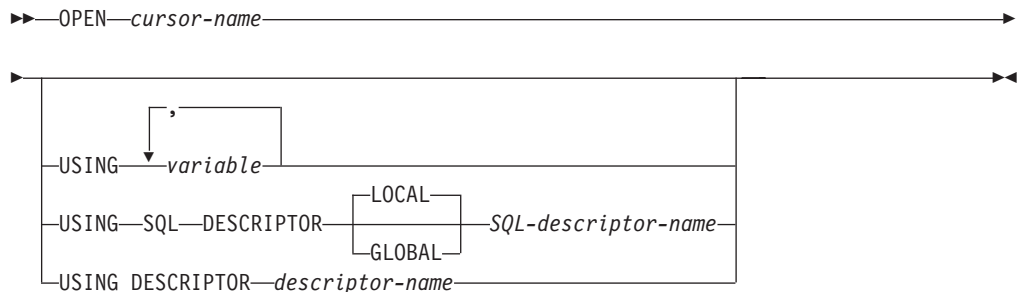 OPEN cursor-name
,
USING variable
LOCAL
USING SQL DESCRIPTOR SQL-descriptor-name
GLOBAL
USING DESCRIPTOR descriptor-name